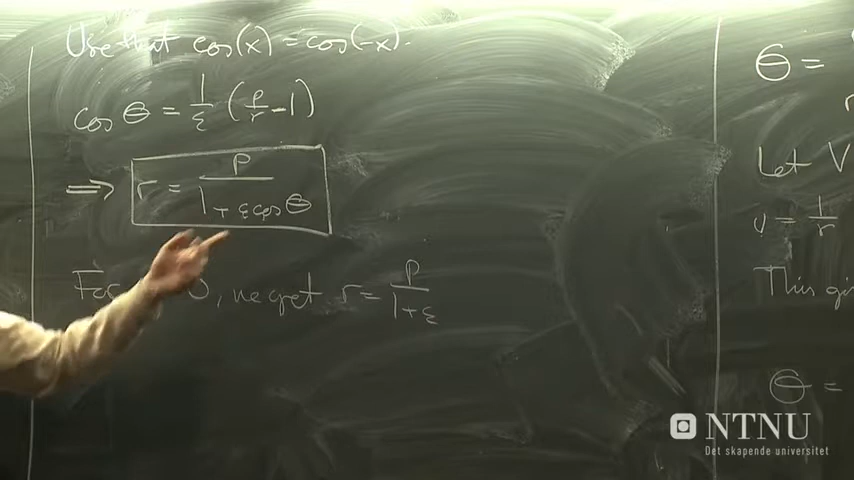 Use that cos(x) = cos(-x).
cos θ = 1/ε (p/r - 1)
⇒ r = p/(1+εcosθ)
For 0, we get r = p/(1+ε)
θ =
Let V
v = 1/r
This gi
θ =
NTNU
Det skapende universitet